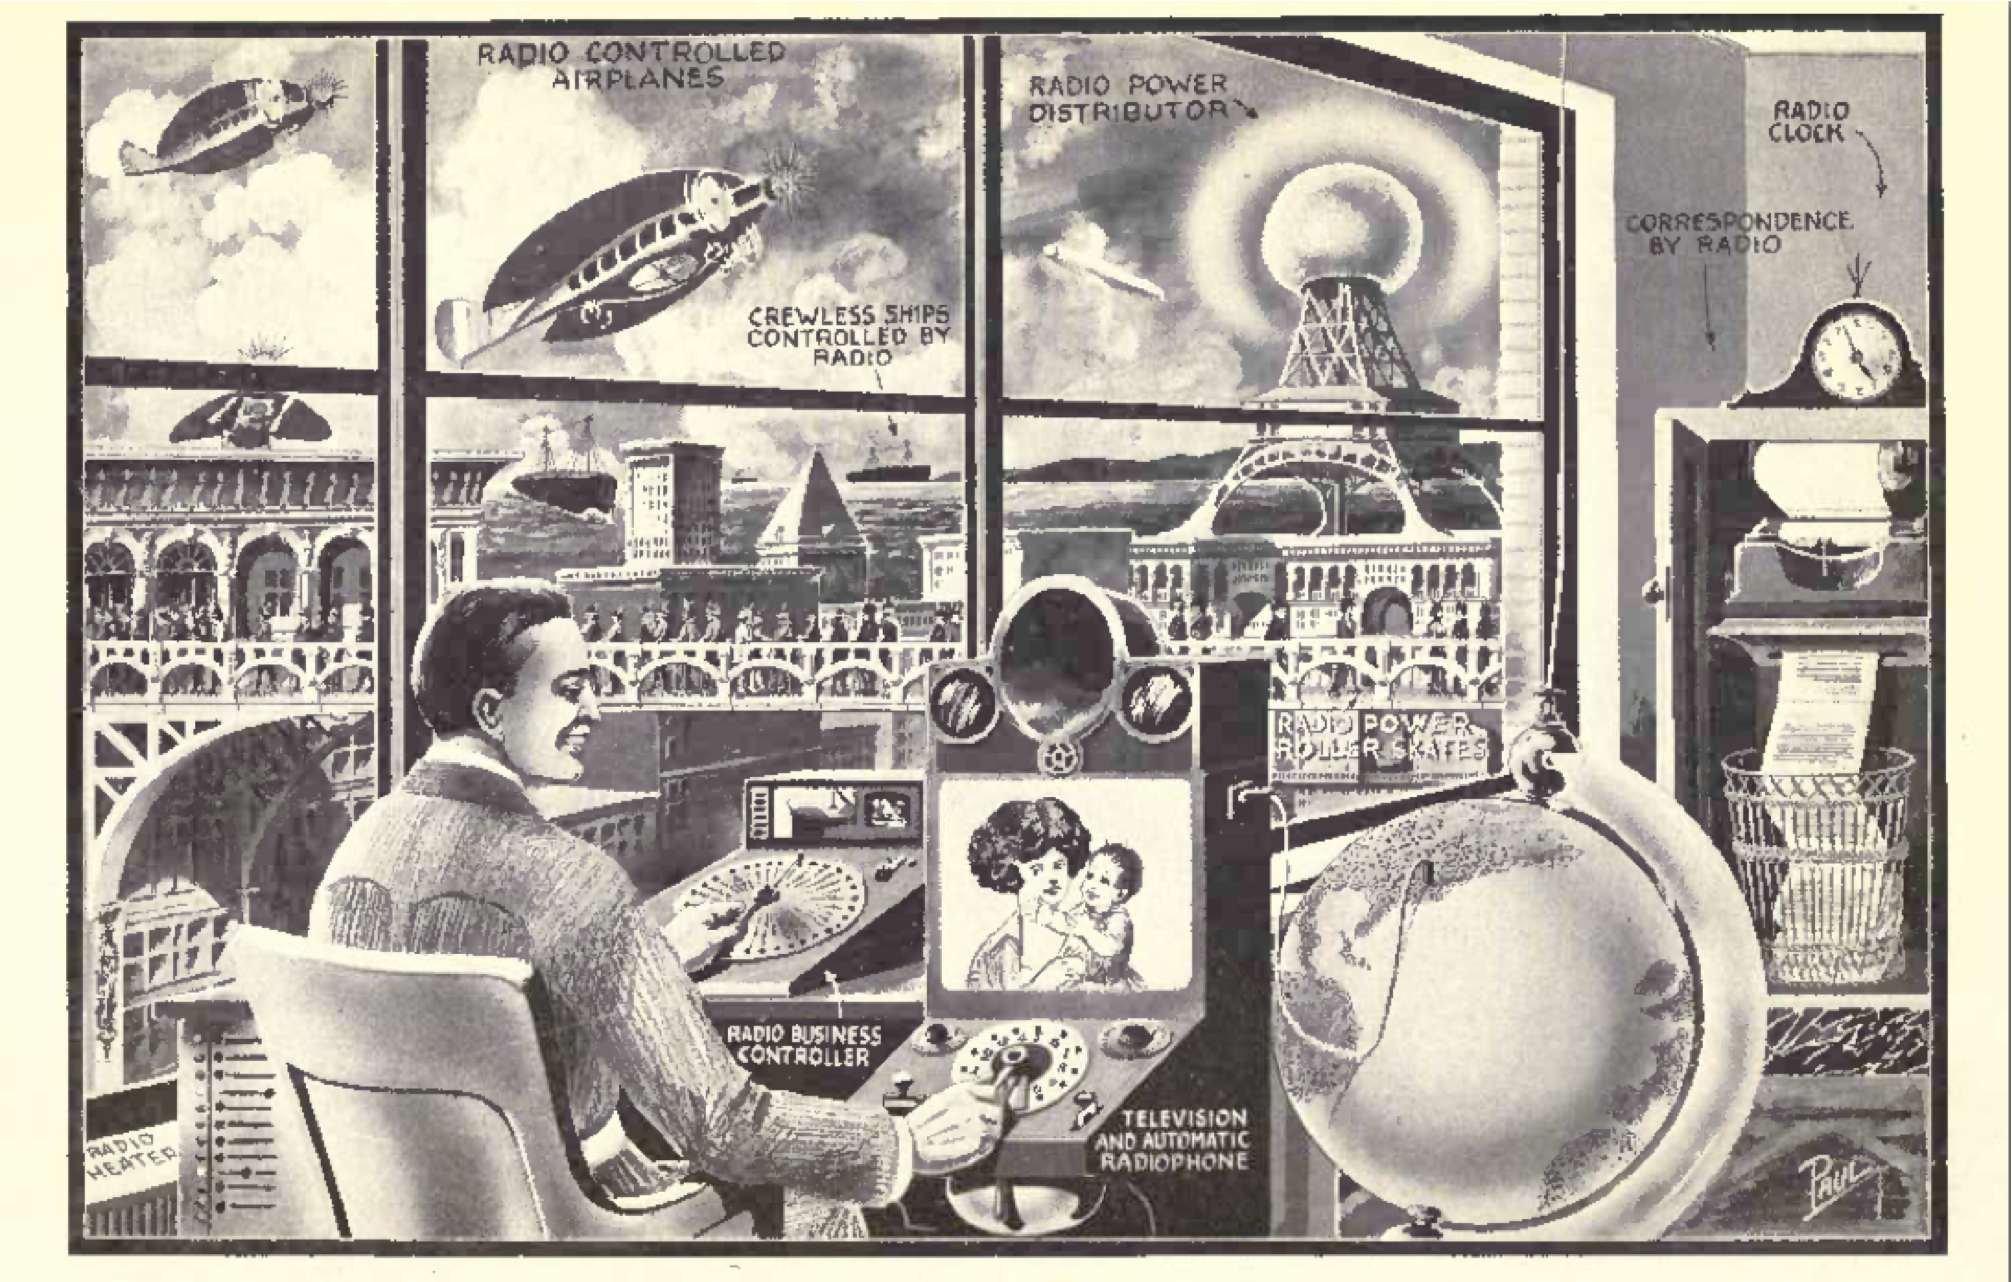 RADIO CONTROLLED
AIRPLANES
RADIO POWER
DISTRIBUTOR
RADIO
CLOCK
CORRESPONDENCE
BY RADIO
CREWLESS SHIPS
CONTROLLED BY
RADIO
RADIO POWER
ROLLER SKATES
RADIO BUSINESS
CONTROLLER
TELEVISION
AND AUTOMATIC
RADIOPHONE
RADIO
HEATER
PAUL